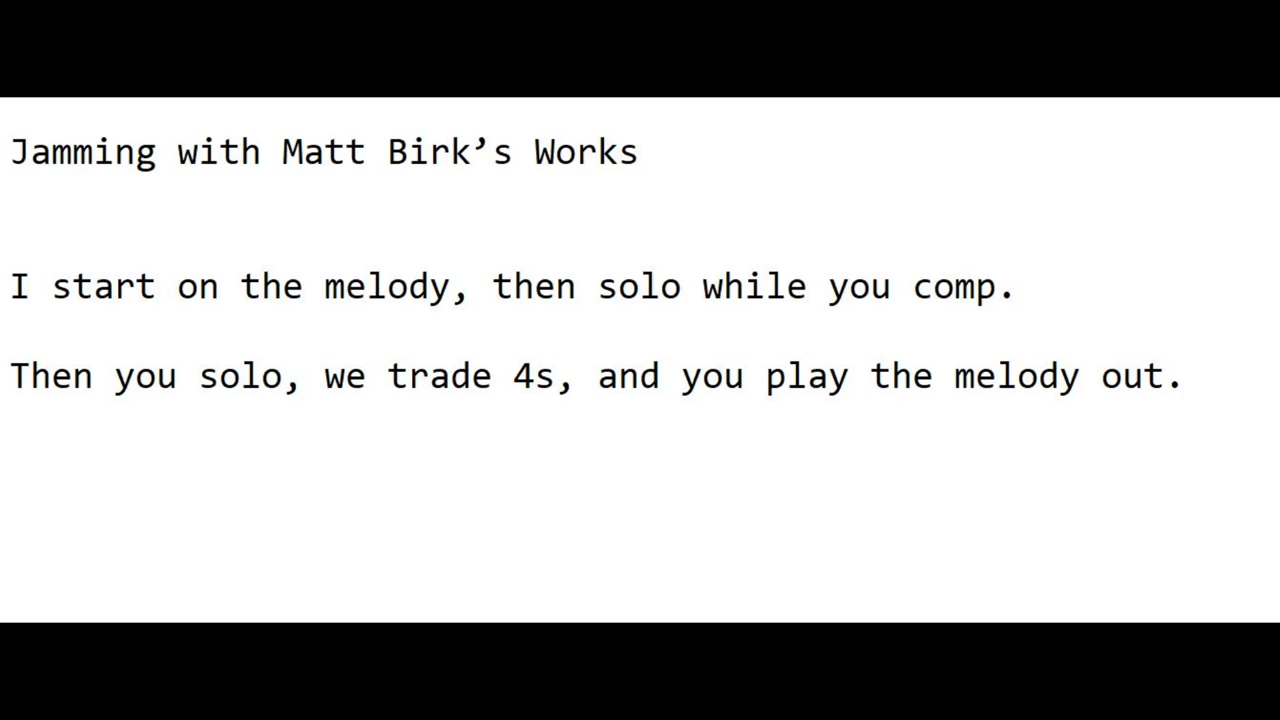 Jamming with Matt Birk’s Works
I start on the melody, then solo while you comp.
Then you solo, we trade 4s, and you play the melody out.